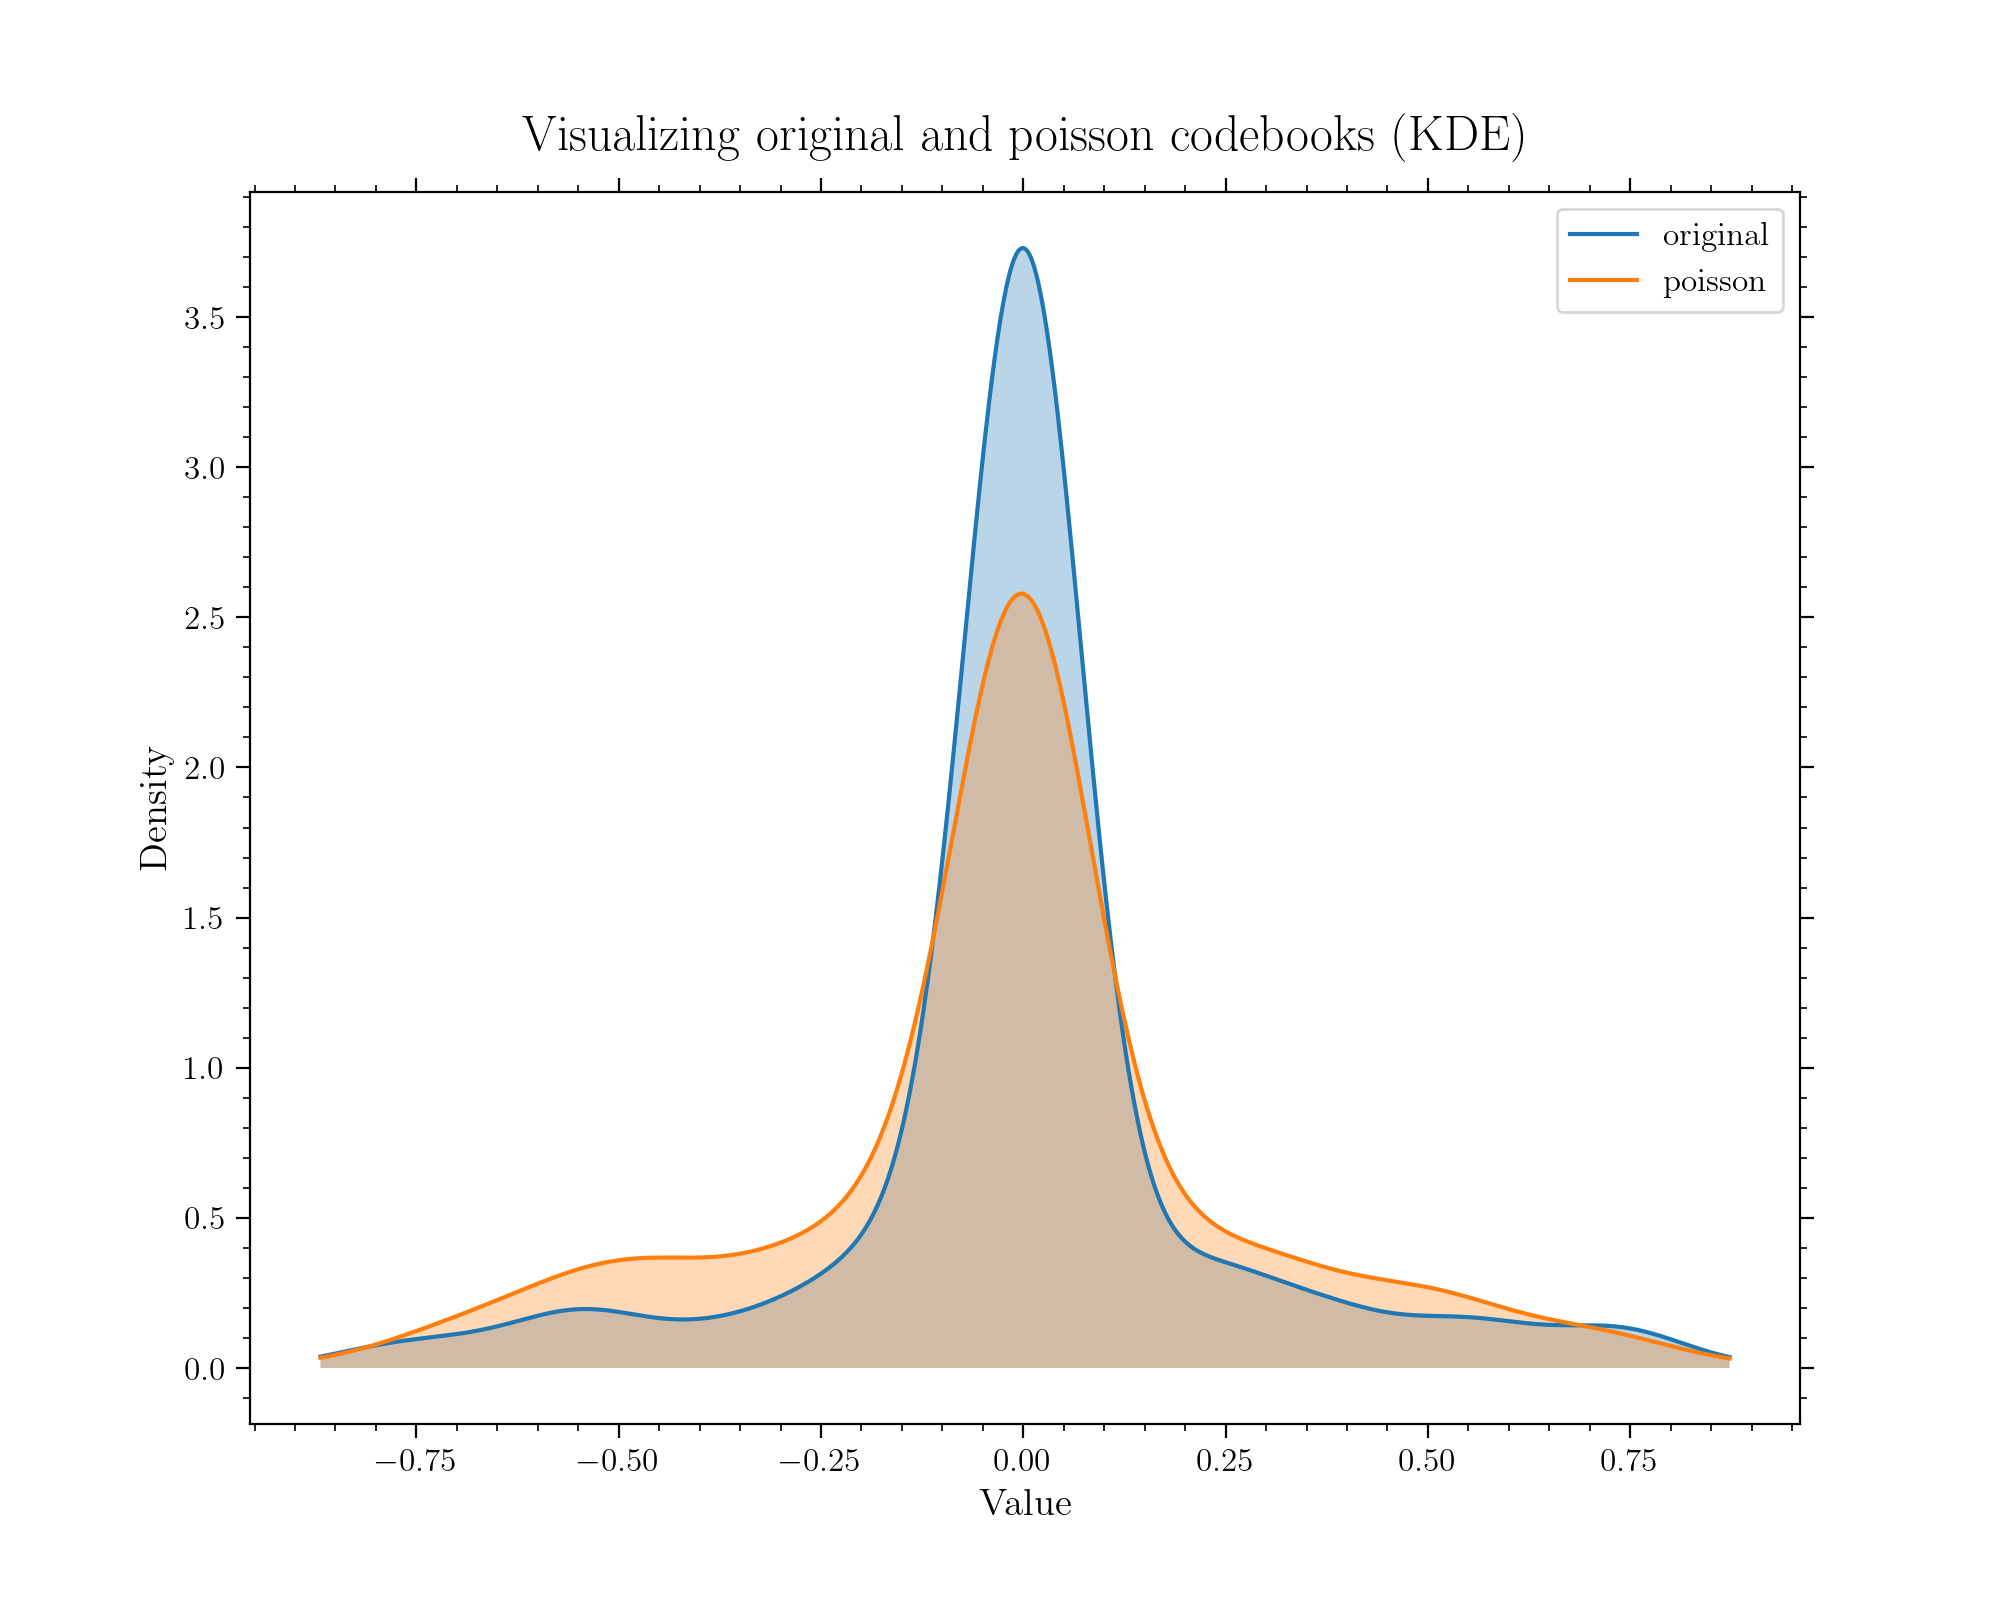 Visualizing original and poisson codebooks (KDE)
original
poisson
3.5
3.0
2.5
2.0
1.5
1.0
0.5
0.0
Density
−0.75 −0.50 −0.25 0.00 0.25 0.50 0.75
Value